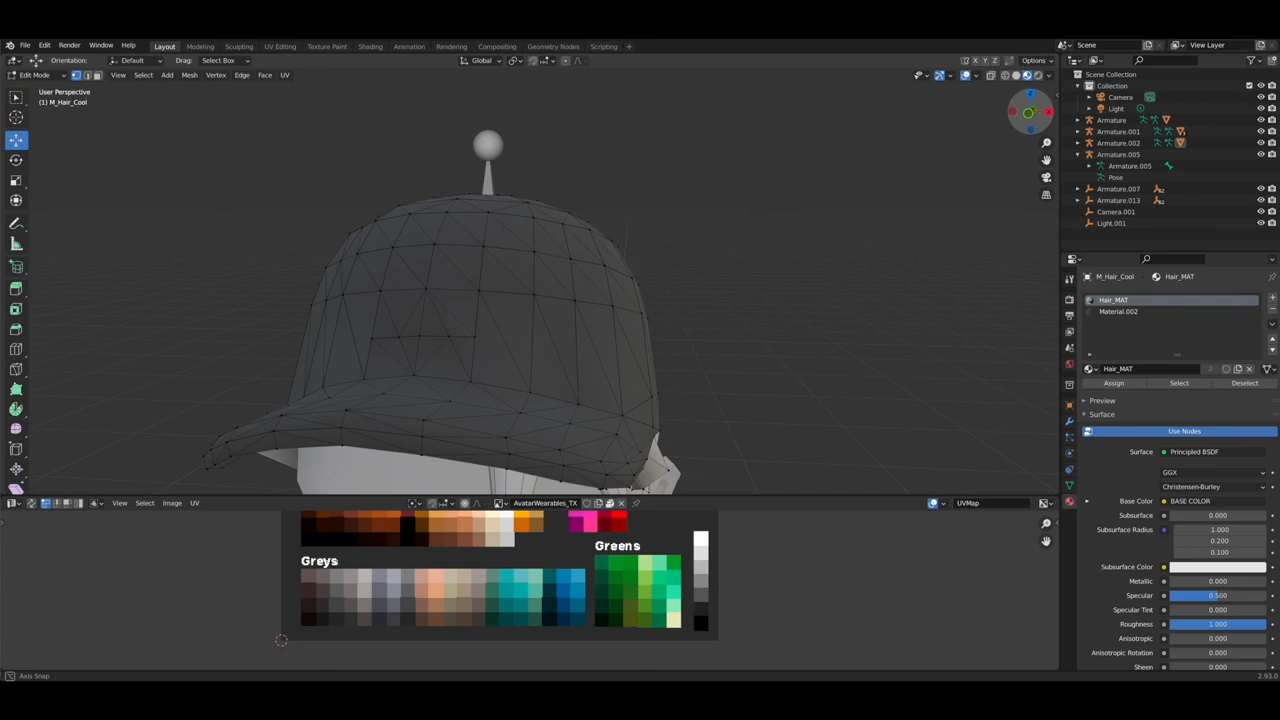 File Edit Render Window Help Layout Modeling Sculpting UV Editing Texture Paint Shading Animation Rendering Compositing Geometry Nodes Scripting + Scene View Layer
Orientation: Default Drag: Select Box Global X Y Z Options
Edit Mode View Select Add Mesh Vertex Edge Face UV
User Perspective
(1) M_Hair_Cool
Scene Collection
Collection
Camera
Light
Armature
Armature.001
Armature.002
Armature.005
Armature.005
Pose
Armature.007
Armature.013
Camera.001
Light.001
M_Hair_Cool Hair_MAT
Hair_MAT
Material.002
Hair_MAT 2
Assign Select Deselect
Preview
Surface
Use Nodes
Surface Principled BSDF
GGX
Christensen-Burley
Base Color BASE COLOR
Subsurface 0.000
Subsurface Radius 1.000
0.200
0.100
Subsurface Color
Metallic 0.000
Specular 0.500
Specular Tint 0.000
Roughness 1.000
Anisotropic 0.000
Anisotropic Rotation 0.000
Sheen 0.000
View Select Image UV AvatarWearables_TX UVMap
Greens
Greys
Axis Snap 2.93.0